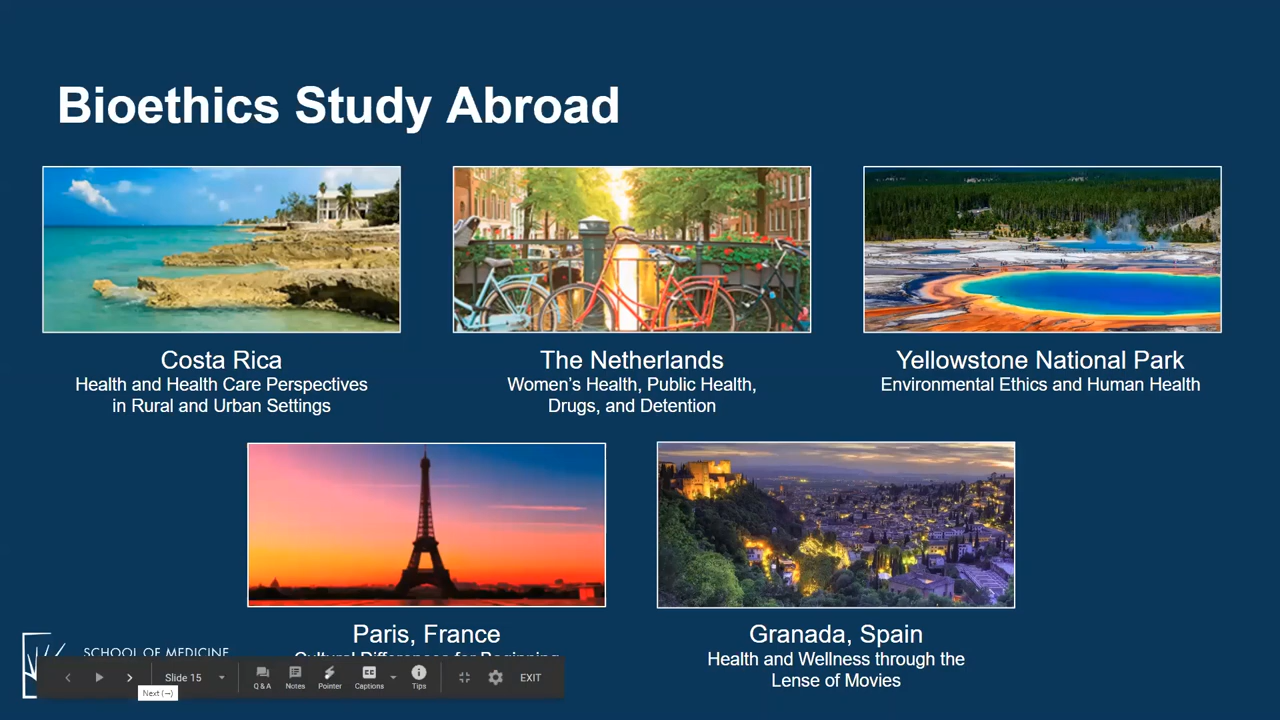 Bioethics Study Abroad
Costa Rica
Health and Health Care Perspectives
in Rural and Urban Settings
The Netherlands
Women's Health, Public Health,
Drugs, and Detention
Yellowstone National Park
Environmental Ethics and Human Health
Paris, France
Cultural Differences for Beginning
Granada, Spain
Health and Wellness through the
Lense of Movies
SCHOOL OF MEDICINE
Slide 15
Q & A
Notes
Pointer
Captions
Tips
EXIT
Next (→)